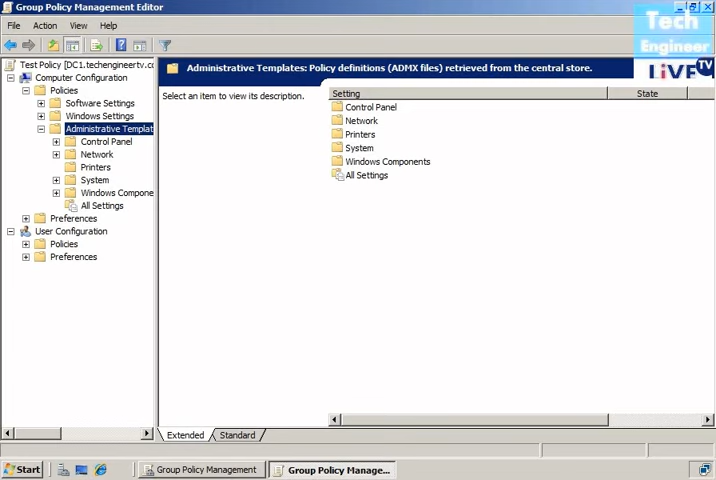 Group Policy Management Editor
Tech
Engineer
LiVE TV
File Action View Help
Test Policy [DC1.techengineertv.cc
Computer Configuration
Policies
Software Settings
Windows Settings
Administrative Templat
Control Panel
Network
Printers
System
Windows Compone
All Settings
Preferences
User Configuration
Policies
Preferences
Administrative Templates: Policy definitions (ADMX files) retrieved from the central store.
Select an item to view its description.
Setting State
Control Panel
Network
Printers
System
Windows Components
All Settings
Extended Standard
Start Group Policy Management Group Policy Manage...